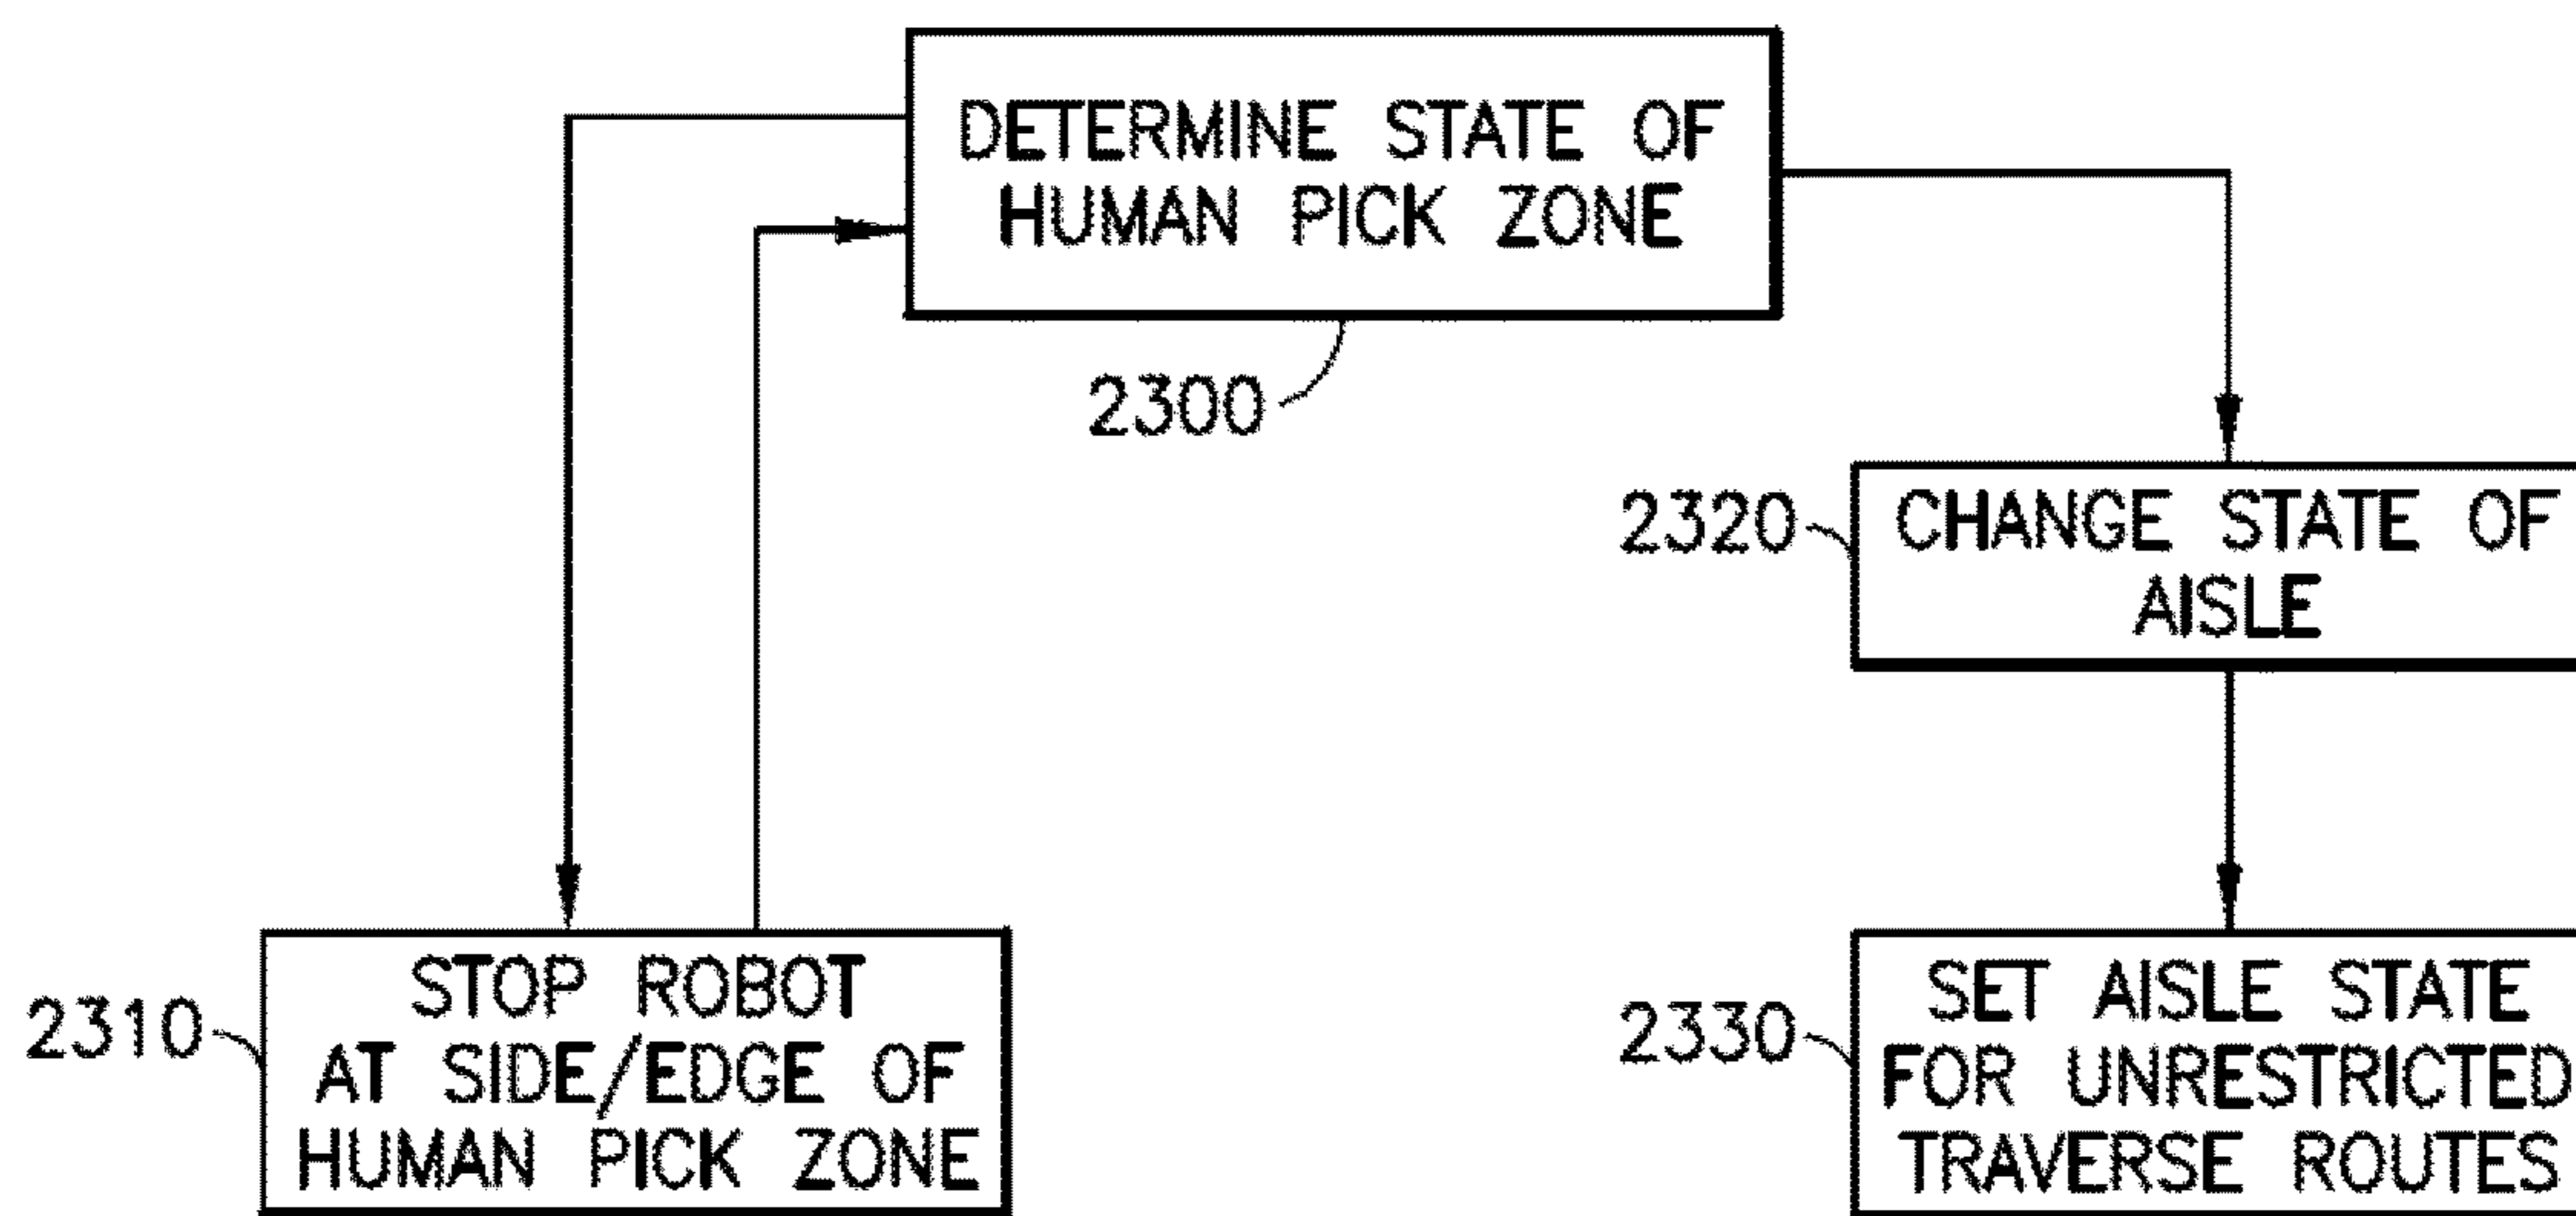 DETERMINE STATE OF
HUMAN PICK ZONE
2300
2320
CHANGE STATE OF
AISLE
2310
STOP ROBOT
AT SIDE/EDGE OF
HUMAN PICK ZONE
2330
SET AISLE STATE
FOR UNRESTRICTED
TRAVERSE ROUTES